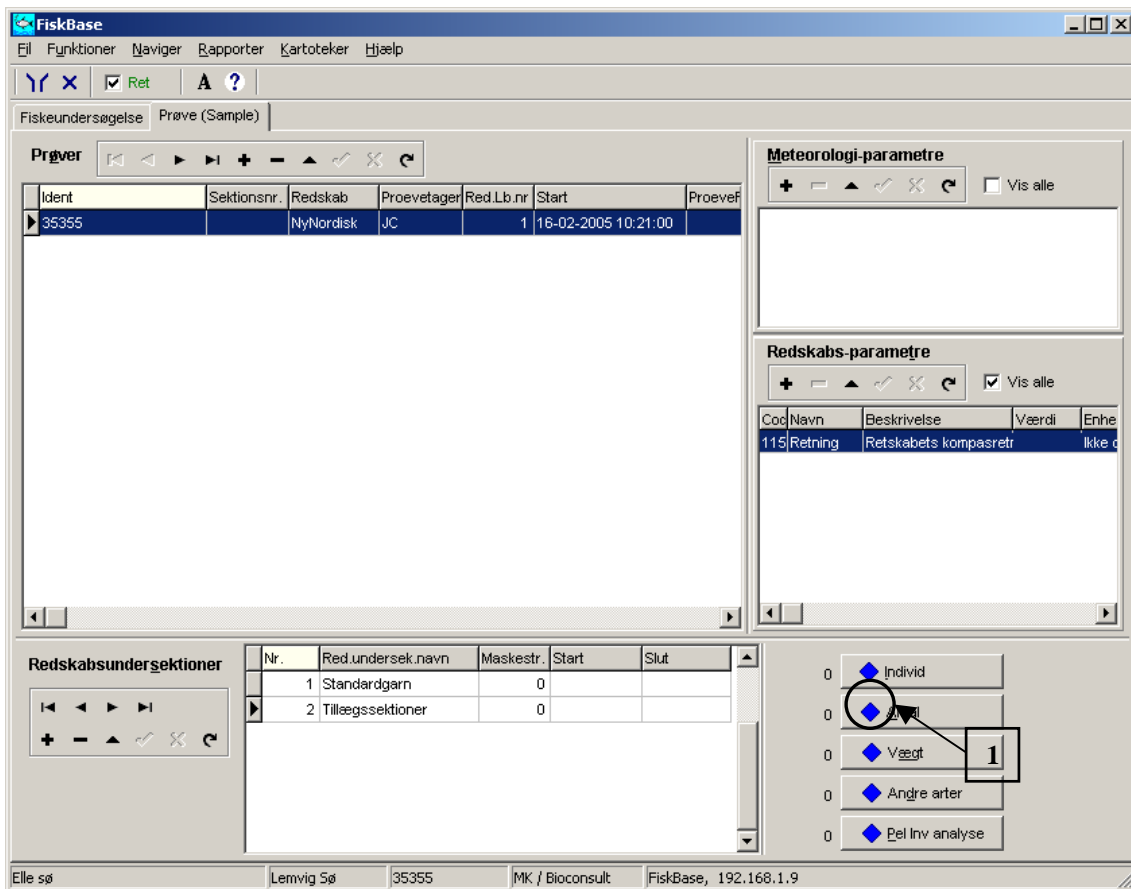 FiskBase
Fil Funktioner Naviger Rapporter Kartoteker Hjælp
Ret A ?
Fiskeundersøgelse Prøve (Sample)
Prøver
Ident Sektionsnr. Redskab Proevetager Red.Lb.nr Start
35355 NyNordisk JC 1 16-02-2005 10:21:00
Meteorologi-parametre
Vis alle
Redskabs-parametre
Vis alle
Navn Beskrivelse Værdi
115 Retning Retskabets kompasretr Ikke
Redskabsundersektioner
Nr. Red.undersek.navn Maskestr. Start Slut
1 Standardgarn 0
2 Tillægssektioner 0
0 Individ
0
0 Vægt
1
0 Andre arter
0 Pel Inv analyse
Elle sø Lemvig Sø 35355 MK / Bioconsult FiskBase, 192.168.1.9